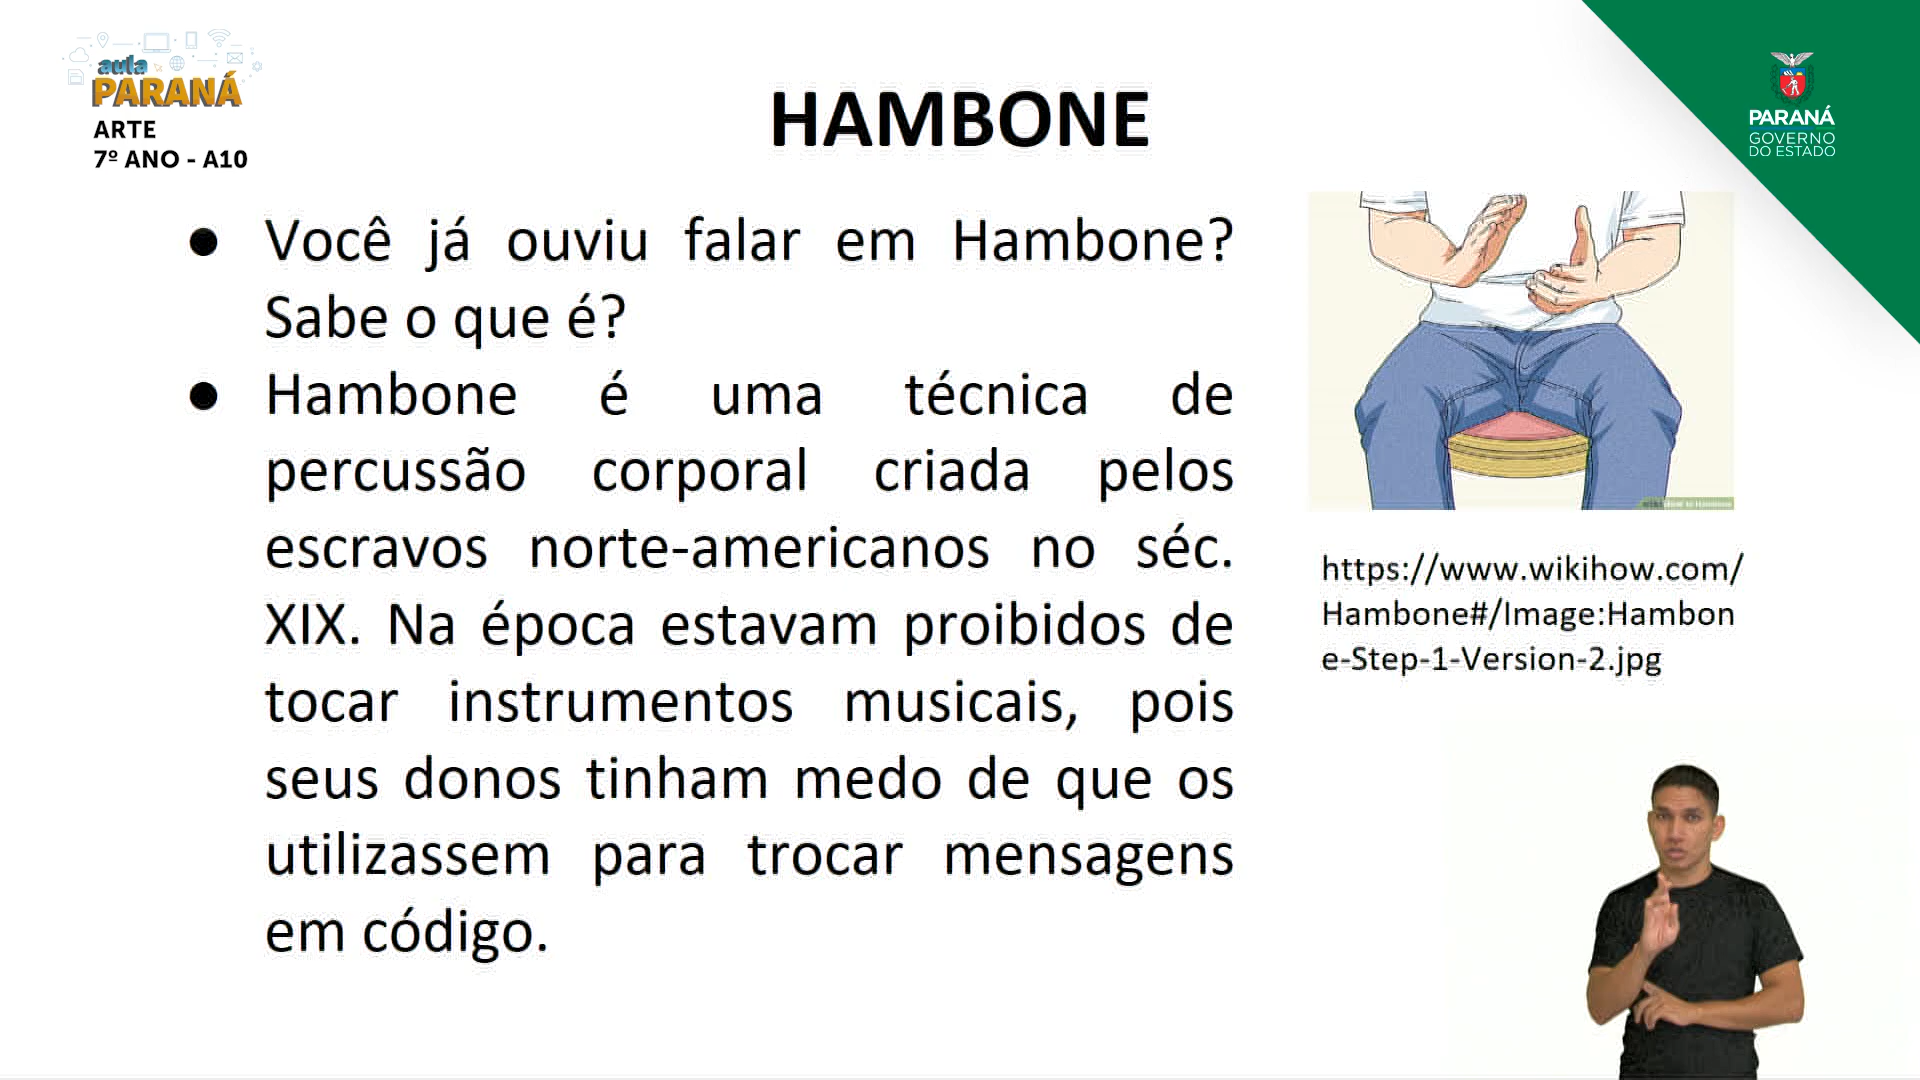 aula
PARANÁ
ARTE
7º ANO - A10
HAMBONE
PARANÁ
GOVERNO
DO ESTADO
● Você já ouviu falar em Hambone?
Sabe o que é?
● Hambone é uma técnica de
percussão corporal criada pelos
escravos norte-americanos no séc.
XIX. Na época estavam proibidos de
tocar instrumentos musicais, pois
seus donos tinham medo de que os
utilizassem para trocar mensagens
em código.
wikiHow to Hambone
https://www.wikihow.com/
Hambone#/Image:Hambon
e-Step-1-Version-2.jpg